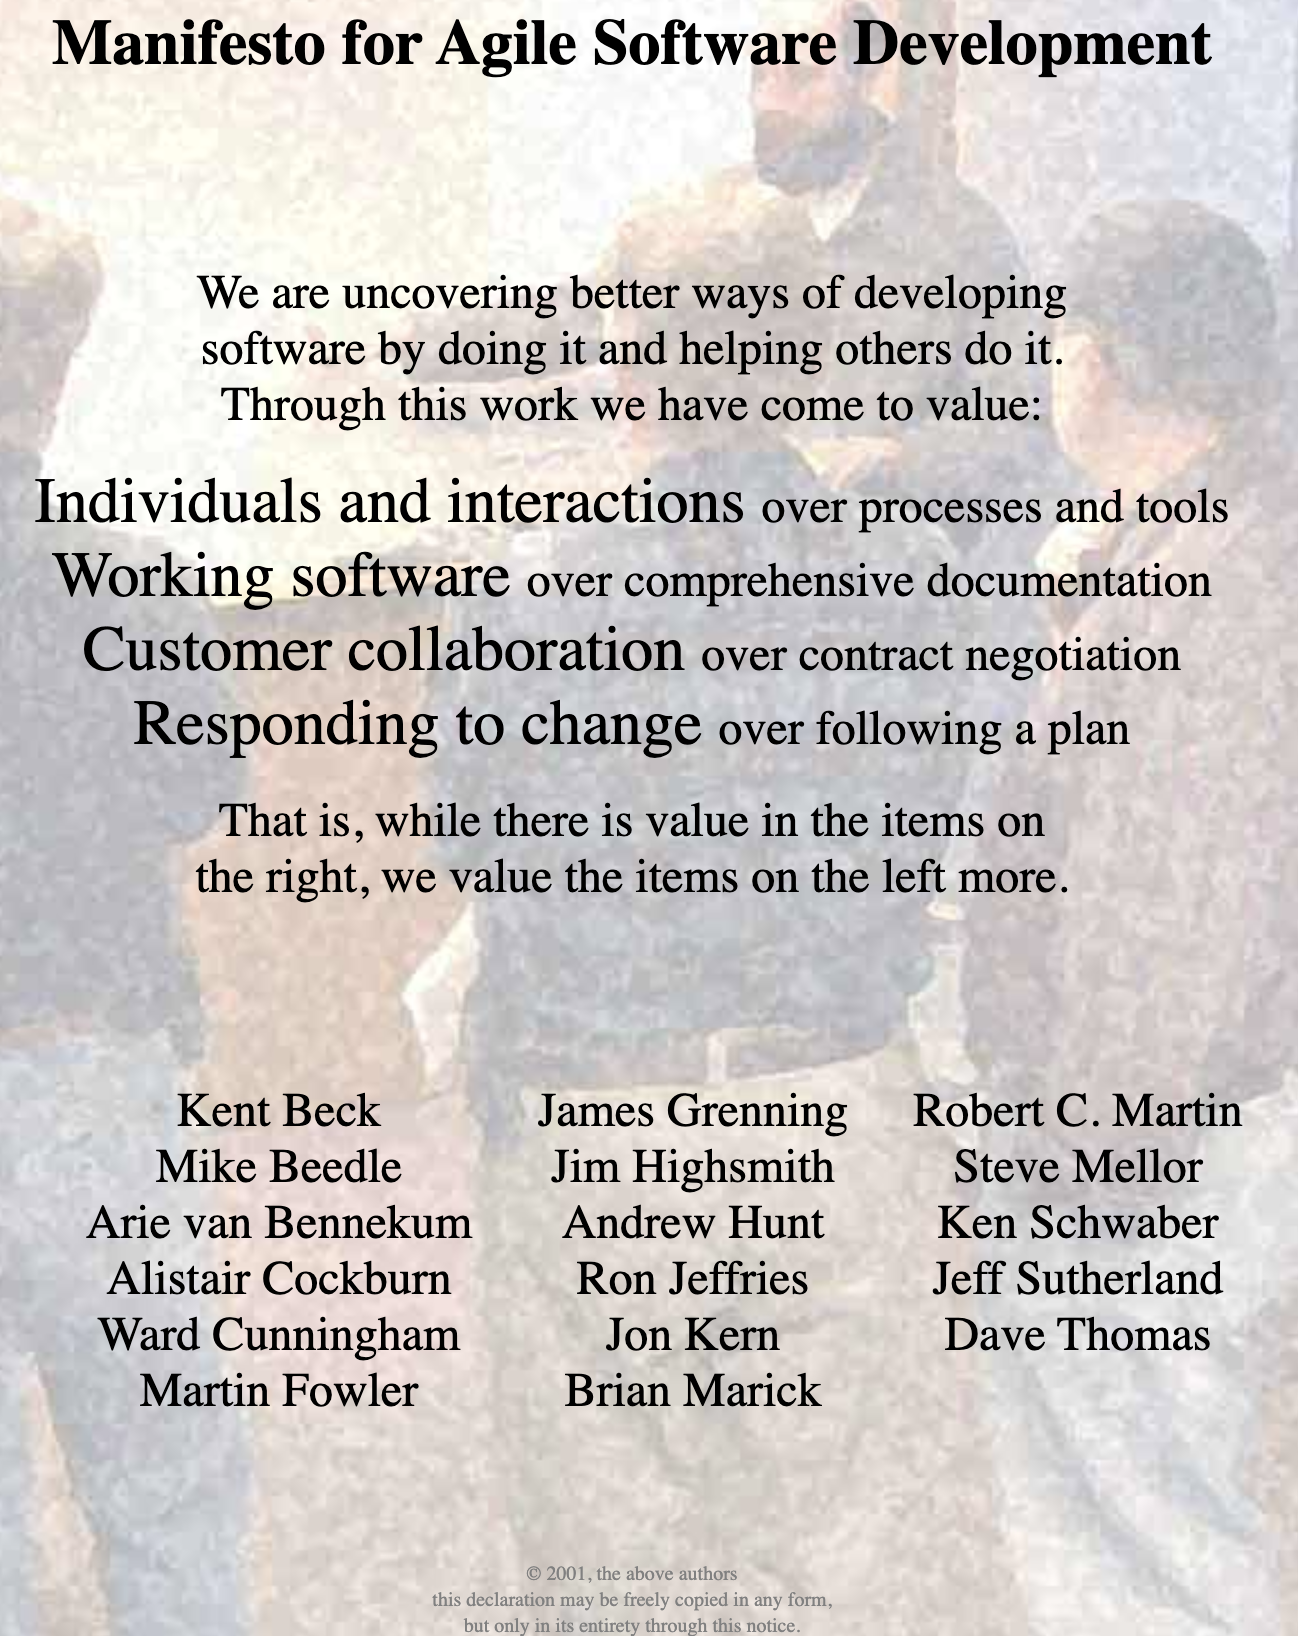 Manifesto for Agile Software Development
We are uncovering better ways of developing
software by doing it and helping others do it.
Through this work we have come to value:
Individuals and interactions over processes and tools
Working software over comprehensive documentation
Customer collaboration over contract negotiation
Responding to change over following a plan
That is, while there is value in the items on
the right, we value the items on the left more.
Kent Beck
Mike Beedle
Arie van Bennekum
Alistair Cockburn
Ward Cunningham
Martin Fowler
James Grenning
Jim Highsmith
Andrew Hunt
Ron Jeffries
Jon Kern
Brian Marick
Robert C. Martin
Steve Mellor
Ken Schwaber
Jeff Sutherland
Dave Thomas
© 2001, the above authors
this declaration may be freely copied in any form,
but only in its entirety through this notice.